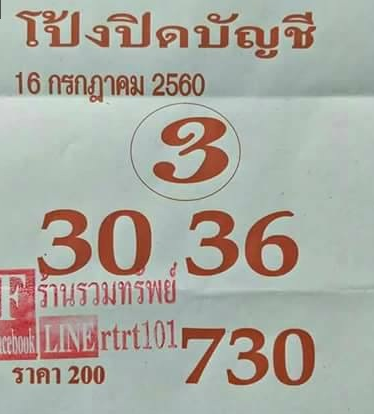 โป้งปิดบัญชี
16 กรกฎาคม 2560
3
30 36
F ร้านรวมทรัพย์
facebook LINE rtrt101
730
ราคา 200